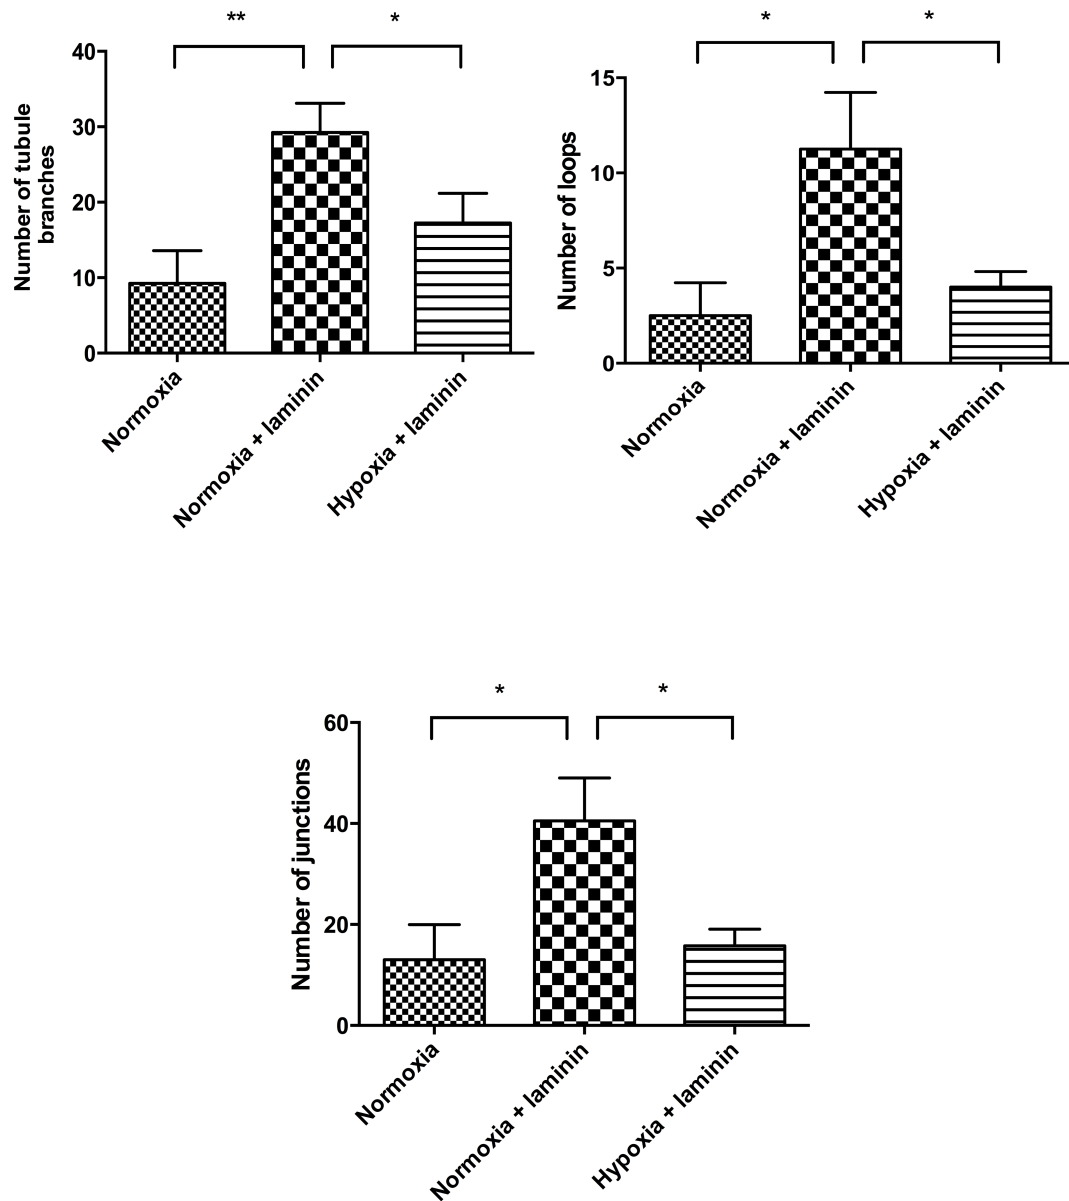 ** *
40
30
20
10
0
Number of tubule
branches
Normoxia
Normoxia + laminin
Hypoxia + laminin
* *
15
10
5
0
Number of loops
Normoxia
Normoxia + laminin
Hypoxia + laminin
* *
60
40
20
0
Number of junctions
Normoxia
Normoxia + laminin
Hypoxia + laminin